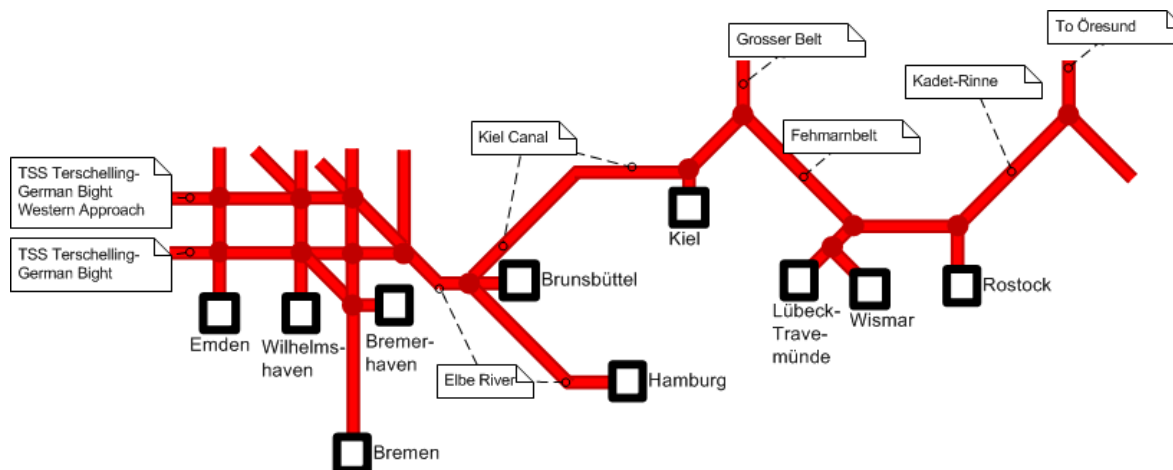 Grosser Belt
To Öresund
Kadet-Rinne
Kiel Canal
Fehmarnbelt
TSS Terschelling-
German Bight
Western Approach
TSS Terschelling-
German Bight
Kiel
Brunsbüttel
Rostock
Lübeck-
Trave-
münde
Wismar
Emden
Wilhelms-
haven
Bremer-
haven
Elbe River
Hamburg
Bremen